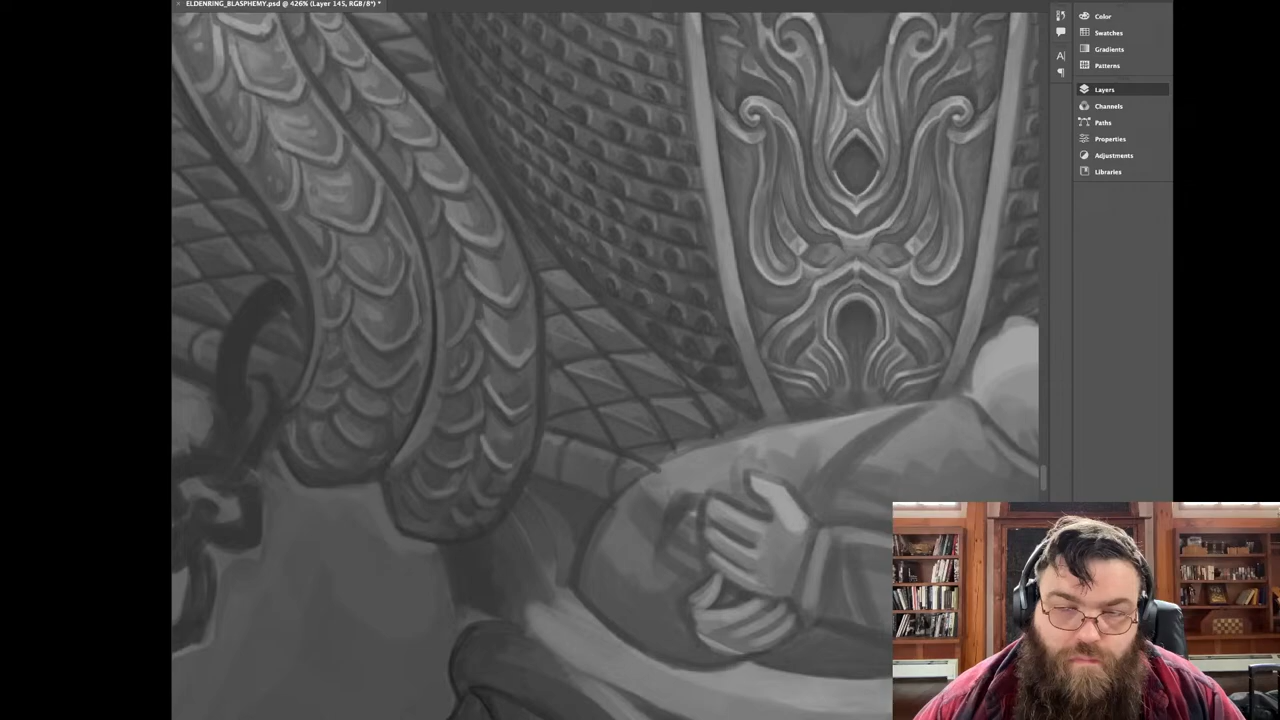 × ELDENRING_BLASPHEMY.psd @ 426% (Layer 145, RGB/8*) *
Color
Swatches
Gradients
A|
Patterns
¶
Layers
Channels
Paths
Properties
Adjustments
Libraries